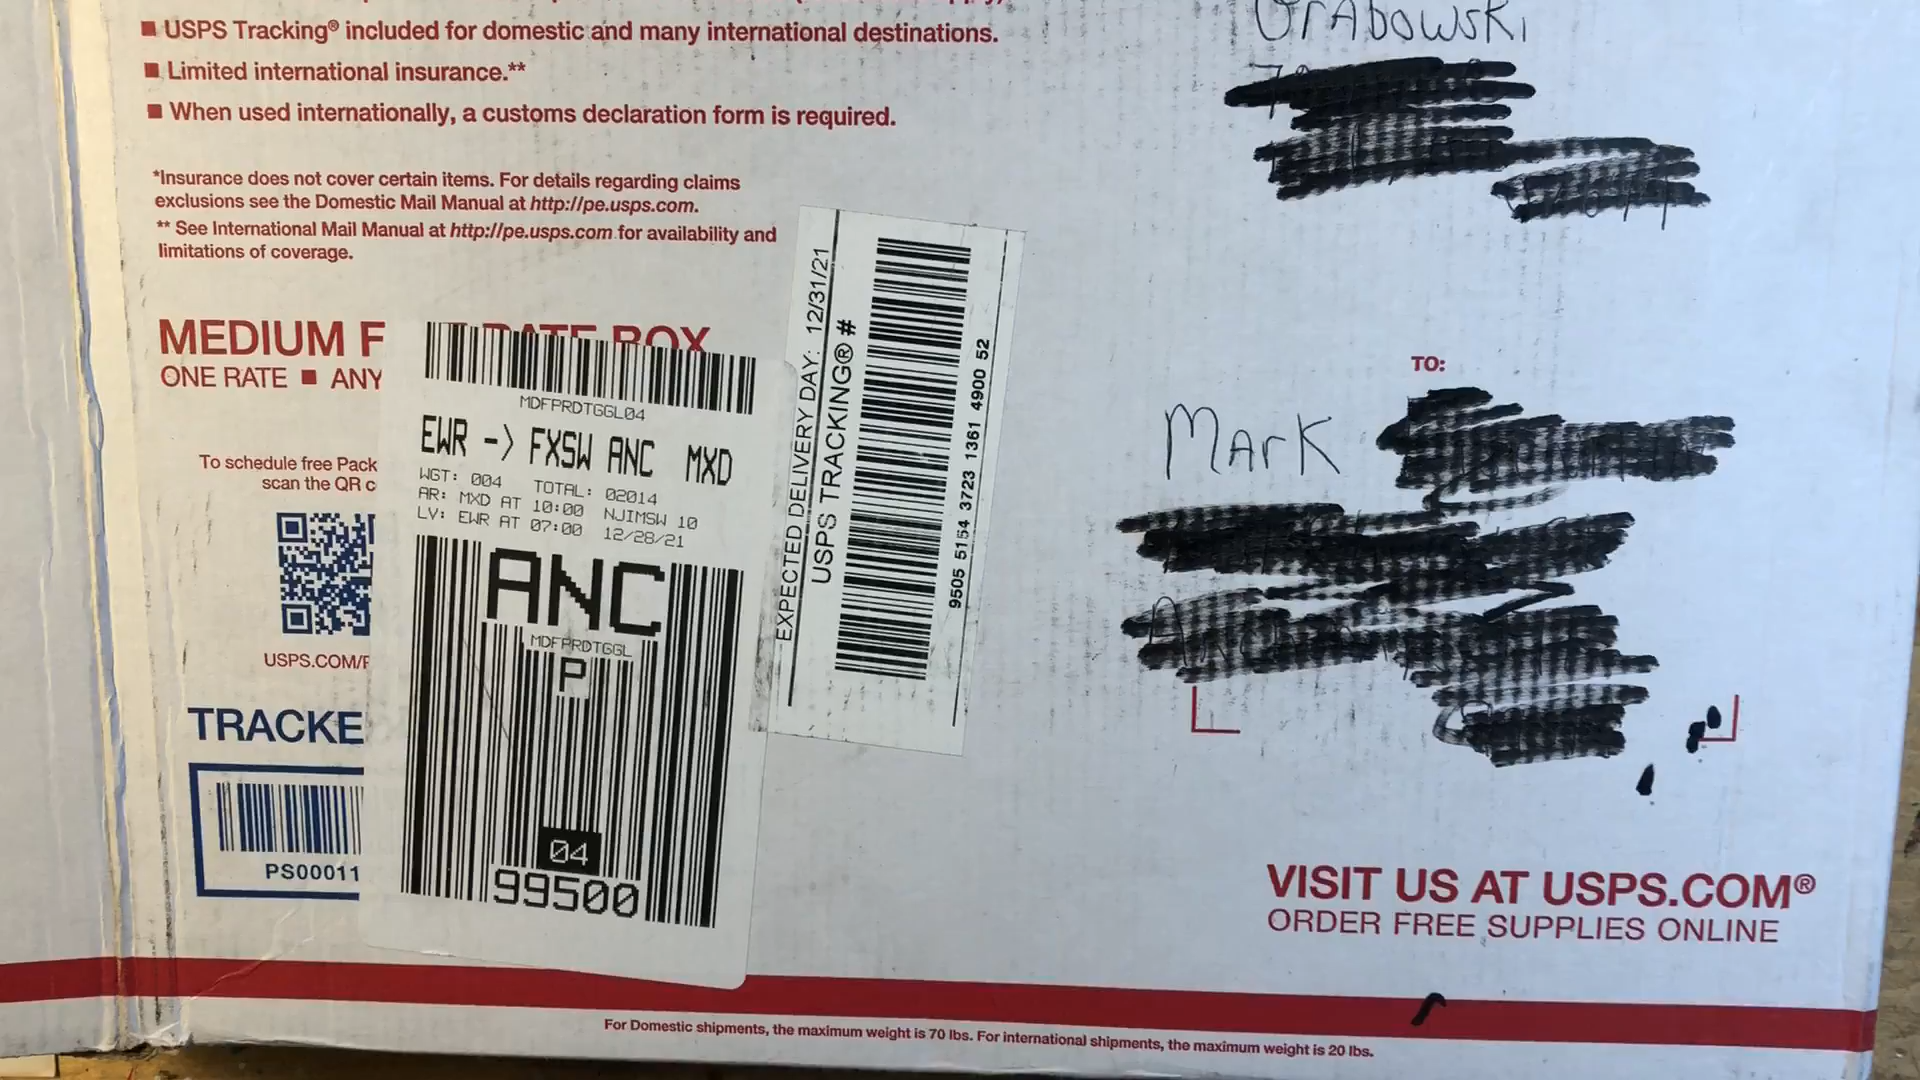 ■ USPS Tracking® included for domestic and many international destinations.
■ Limited international insurance.**
■ When used internationally, a customs declaration form is required.
*Insurance does not cover certain items. For details regarding claims
exclusions see the Domestic Mail Manual at http://pe.usps.com.
** See International Mail Manual at http://pe.usps.com for availability and
limitations of coverage.
MEDIUM F RATE BOX
ONE RATE ■ ANY
To schedule free Pack
scan the QR c
USPS.COM/P
TRACKE
PS00011
MDFPRDTGGL04
EWR -> FXSW ANC MXD
WGT: 004 TOTAL: 02014
AR: MXD AT 10:00 NJIMSW 10
LV: EWR AT 07:00 12/28/21
ANC
MDFPRDTGGL
P
04
99500
EXPECTED DELIVERY DAY: 12/31/21
USPS TRACKING® #
9505 5154 3723 1361 4900 52
Grabowski
TO:
Mark
VISIT US AT USPS.COM®
ORDER FREE SUPPLIES ONLINE
For Domestic shipments, the maximum weight is 70 lbs. For international shipments, the maximum weight is 20 lbs.